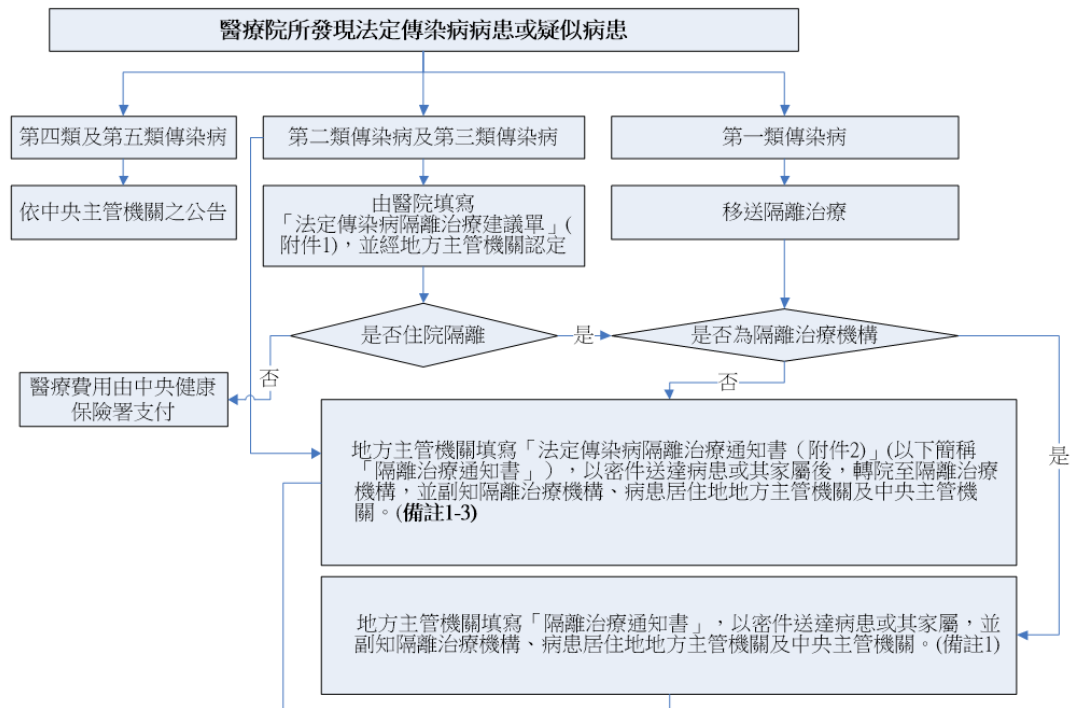 醫療院所發現法定傳染病病患或疑似病患
第四類及第五類傳染病
第二類傳染病及第三類傳染病
第一類傳染病
依中央主管機關之公告
由醫院填寫
「法定傳染病隔離治療建議單」(
附件1)，並經地方主管機關認定
移送隔離治療
是否住院隔離
是
是否為隔離治療機構
否
否
醫療費用由中央健康
保險署支付
地方主管機關填寫「法定傳染病隔離治療通知書（附件2)」(以下簡稱
「隔離治療通知書」），以密件送達病患或其家屬後，轉院至隔離治療
機構，並副知隔離治療機構、病患居住地地方主管機關及中央主管機
關。(備註1-3)
是
地方主管機關填寫「隔離治療通知書」，以密件送達病患或其家屬，並
副知隔離治療機構、病患居住地地方主管機關及中央主管機關。(備註1)